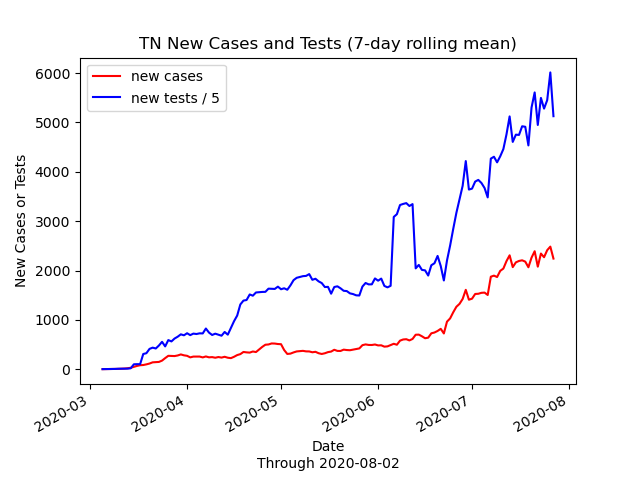 TN New Cases and Tests (7-day rolling mean)
new cases
new tests / 5
New Cases or Tests
6000
5000
4000
3000
2000
1000
0
2020-03
2020-04
2020-05
2020-06
2020-07
2020-08
Date
Through 2020-08-02